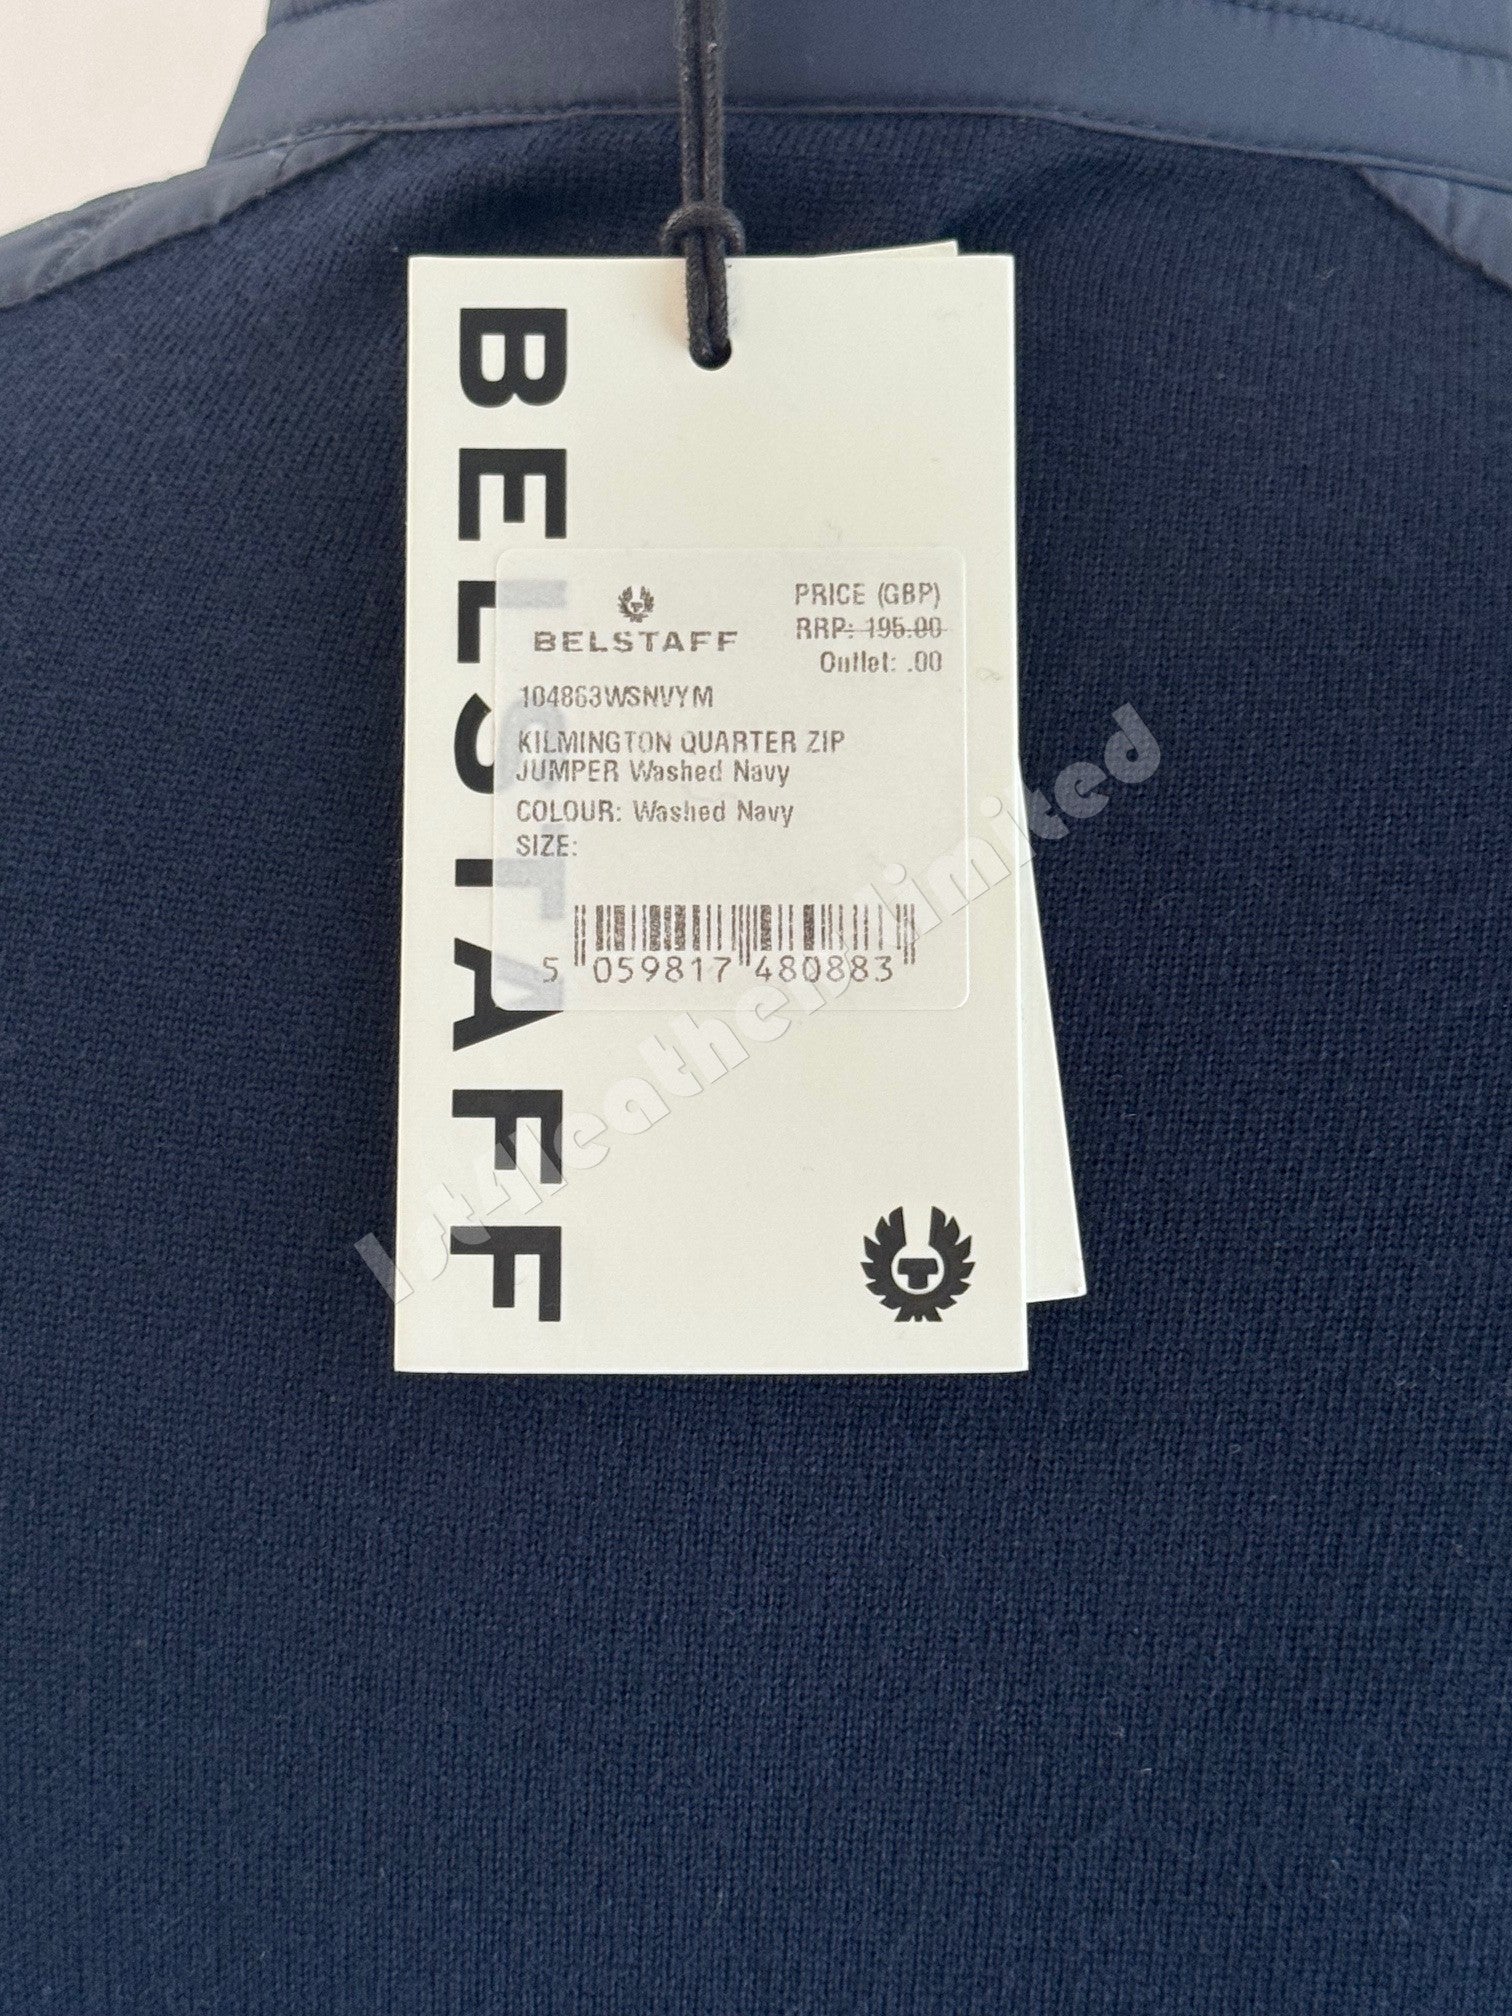 BELSTAFF
BELSTAFF
PRICE (GBP)
RRP: 195.00
Outlet: .00
104863WSNVYM
KILMINGTON QUARTER ZIP
JUMPER Washed Navy
COLOUR: Washed Navy
SIZE:
5 059817 480883
1st4leathersLimited